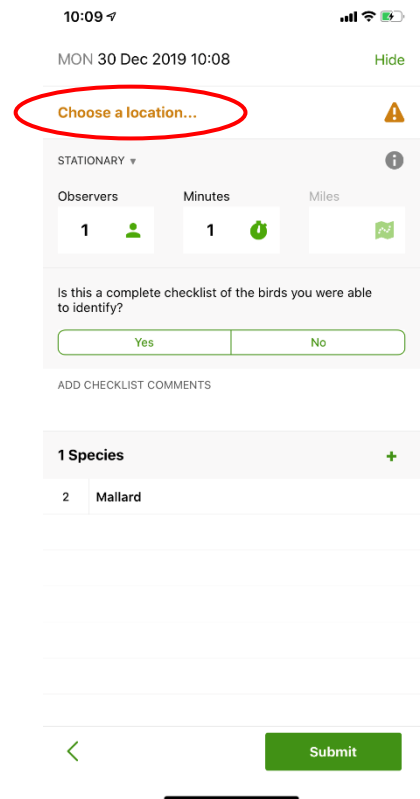 10:09
MON 30 Dec 2019 10:08
Hide
Choose a location...
STATIONARY ▾
Observers Minutes Miles
1 1
Is this a complete checklist of the birds you were able
to identify?
Yes No
ADD CHECKLIST COMMENTS
1 Species +
2 Mallard
Submit